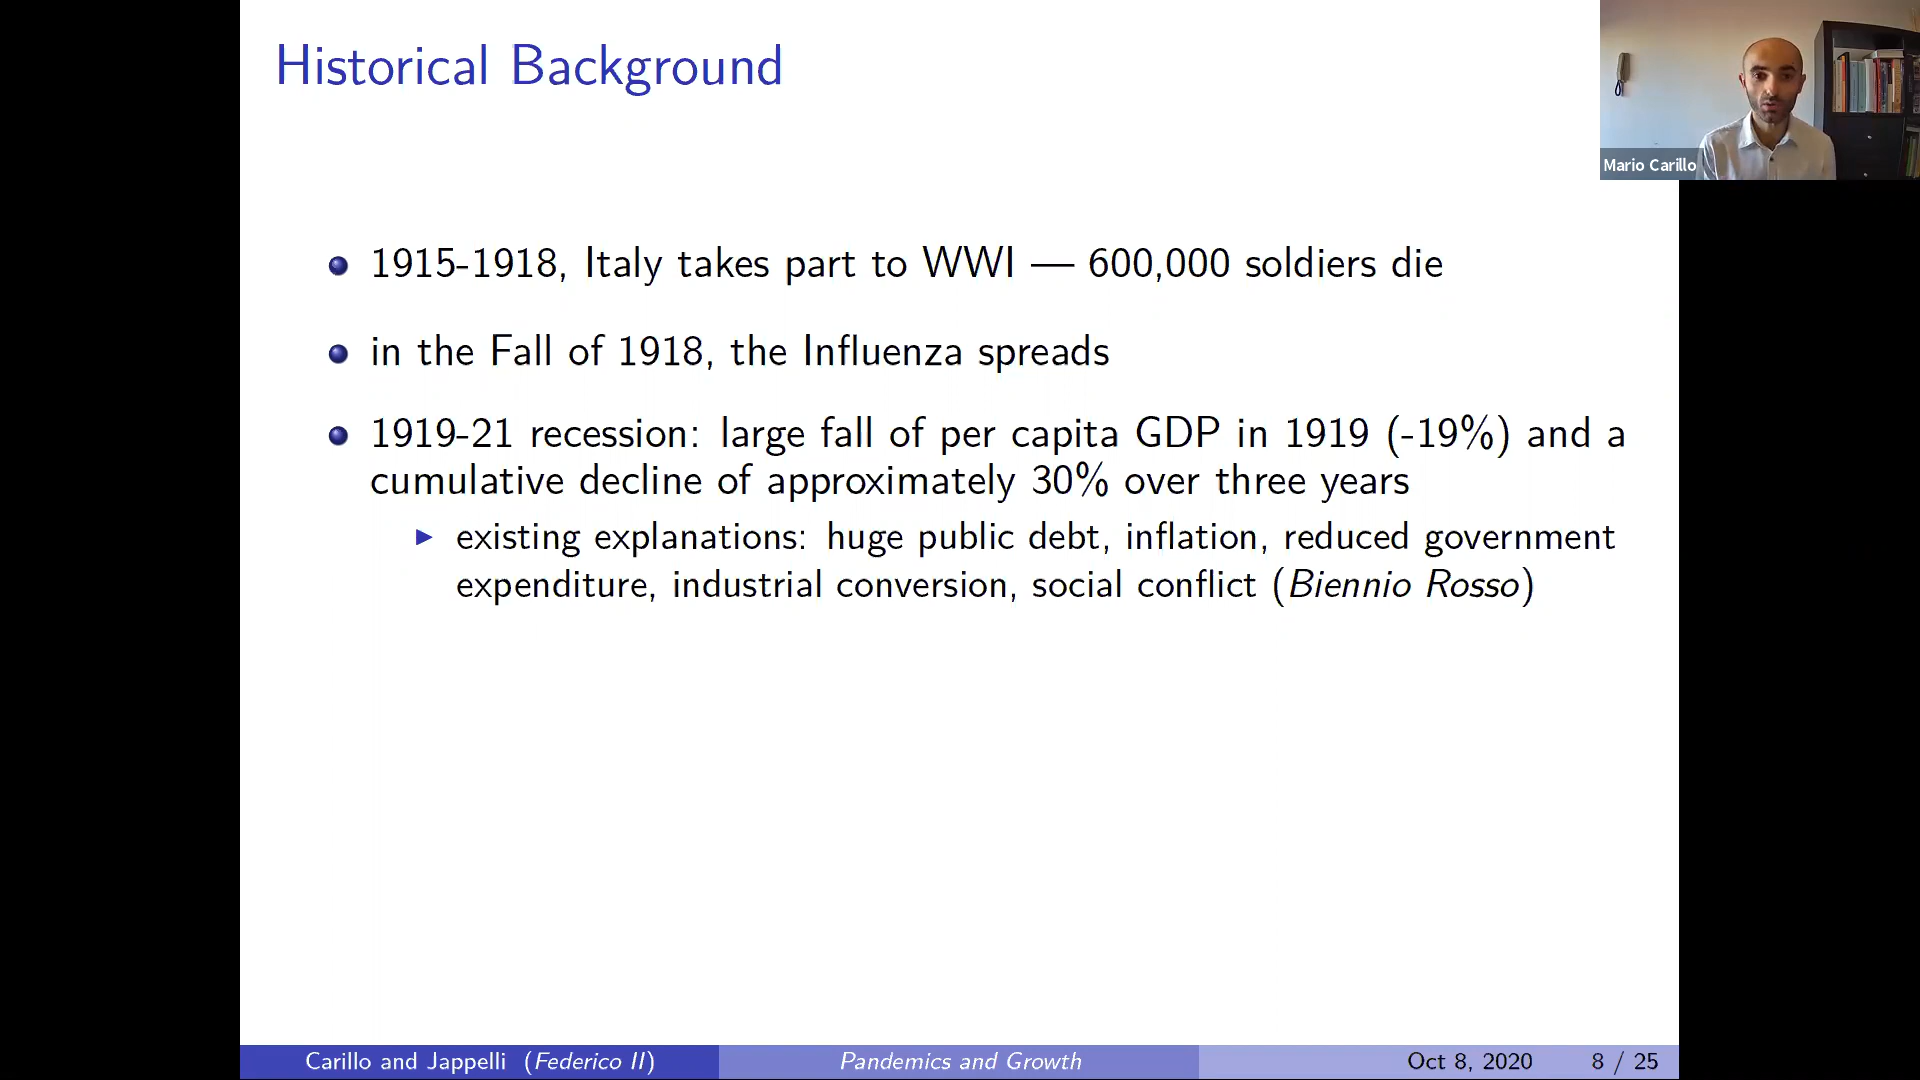 Historical Background
Mario Carillo
1915-1918, Italy takes part to WWI — 600,000 soldiers die
in the Fall of 1918, the Influenza spreads
1919-21 recession: large fall of per capita GDP in 1919 (-19%) and a
cumulative decline of approximately 30% over three years
existing explanations: huge public debt, inflation, reduced government
expenditure, industrial conversion, social conflict (Biennio Rosso)
Carillo and Jappelli (Federico II)
Pandemics and Growth
Oct 8, 2020
8 / 25